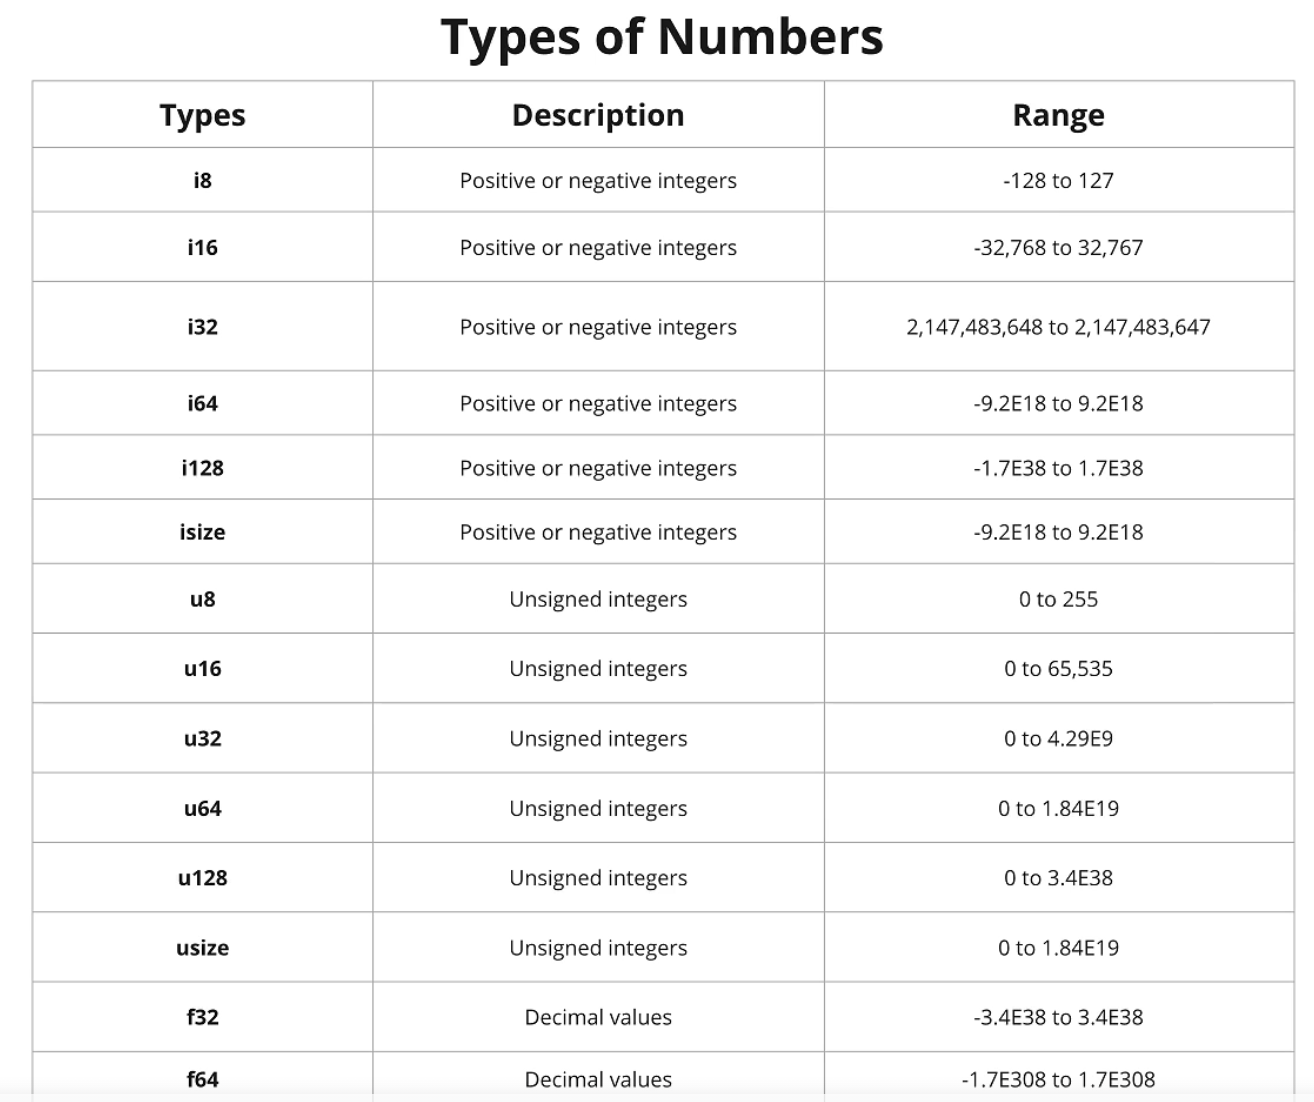 Types of Numbers
Types Description Range
i8 Positive or negative integers -128 to 127
i16 Positive or negative integers -32,768 to 32,767
i32 Positive or negative integers 2,147,483,648 to 2,147,483,647
i64 Positive or negative integers -9.2E18 to 9.2E18
i128 Positive or negative integers -1.7E38 to 1.7E38
isize Positive or negative integers -9.2E18 to 9.2E18
u8 Unsigned integers 0 to 255
u16 Unsigned integers 0 to 65,535
u32 Unsigned integers 0 to 4.29E9
u64 Unsigned integers 0 to 1.84E19
u128 Unsigned integers 0 to 3.4E38
usize Unsigned integers 0 to 1.84E19
f32 Decimal values -3.4E38 to 3.4E38
f64 Decimal values -1.7E308 to 1.7E308